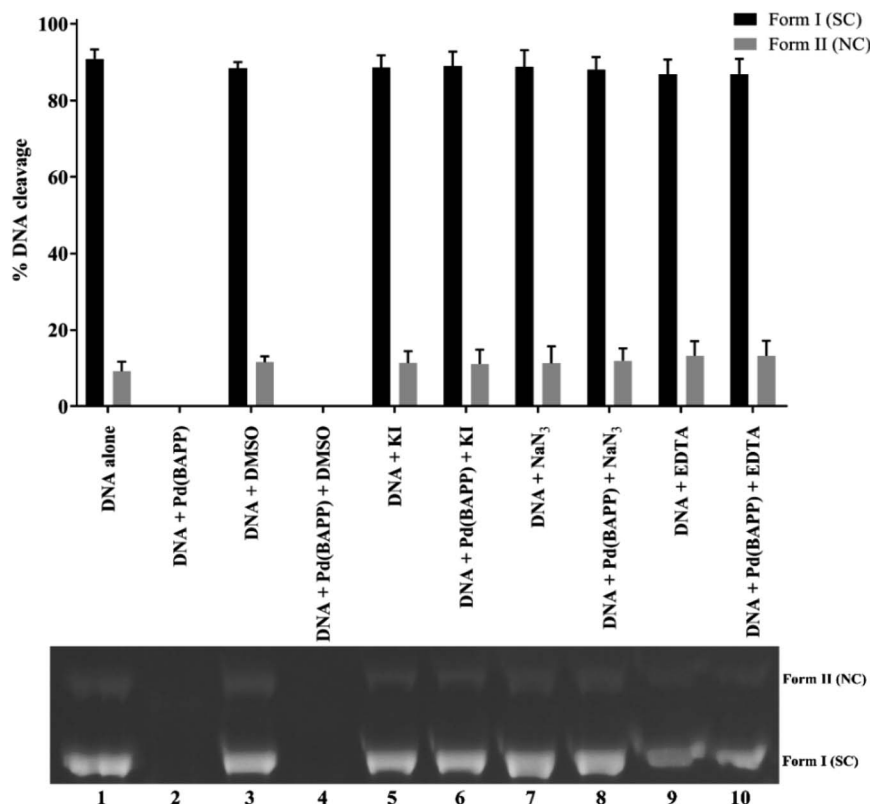 Form I (SC)
Form II (NC)
% DNA cleavage
100
80
60
40
20
0
DNA alone
DNA + Pd(BAPP)
DNA + DMSO
DNA + Pd(BAPP) + DMSO
DNA + KI
DNA + Pd(BAPP) + KI
DNA + NaN₃
DNA + Pd(BAPP) + NaN₃
DNA + EDTA
DNA + Pd(BAPP) + EDTA
Form II (NC)
Form I (SC)
1 2 3 4 5 6 7 8 9 10